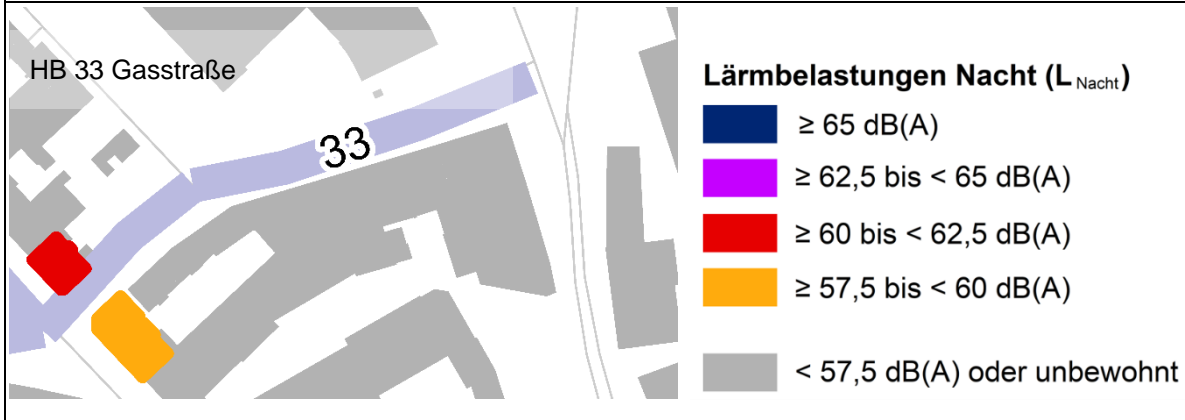 HB 33 Gasstraße
33
Lärmbelastungen Nacht (L Nacht)
≥ 65 dB(A)
≥ 62,5 bis < 65 dB(A)
≥ 60 bis < 62,5 dB(A)
≥ 57,5 bis < 60 dB(A)
< 57,5 dB(A) oder unbewohnt